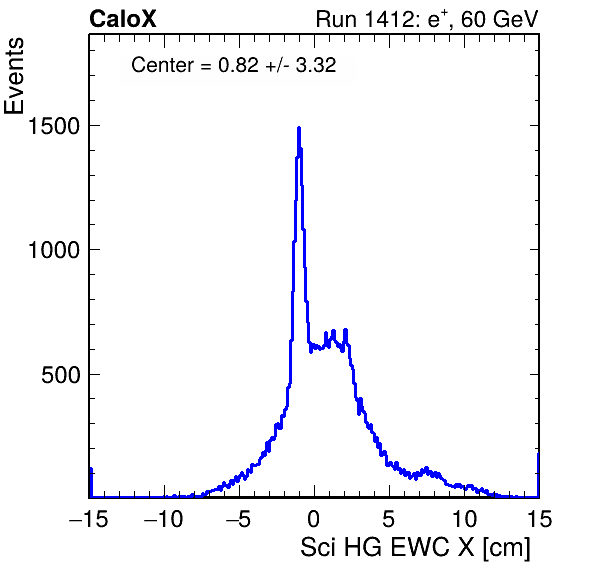 CaloX Run 1412: e⁺, 60 GeV
Center = 0.82 +/- 3.32
Events
1500
1000
500
−15 −10 −5 0 5 10 15
Sci HG EWC X [cm]